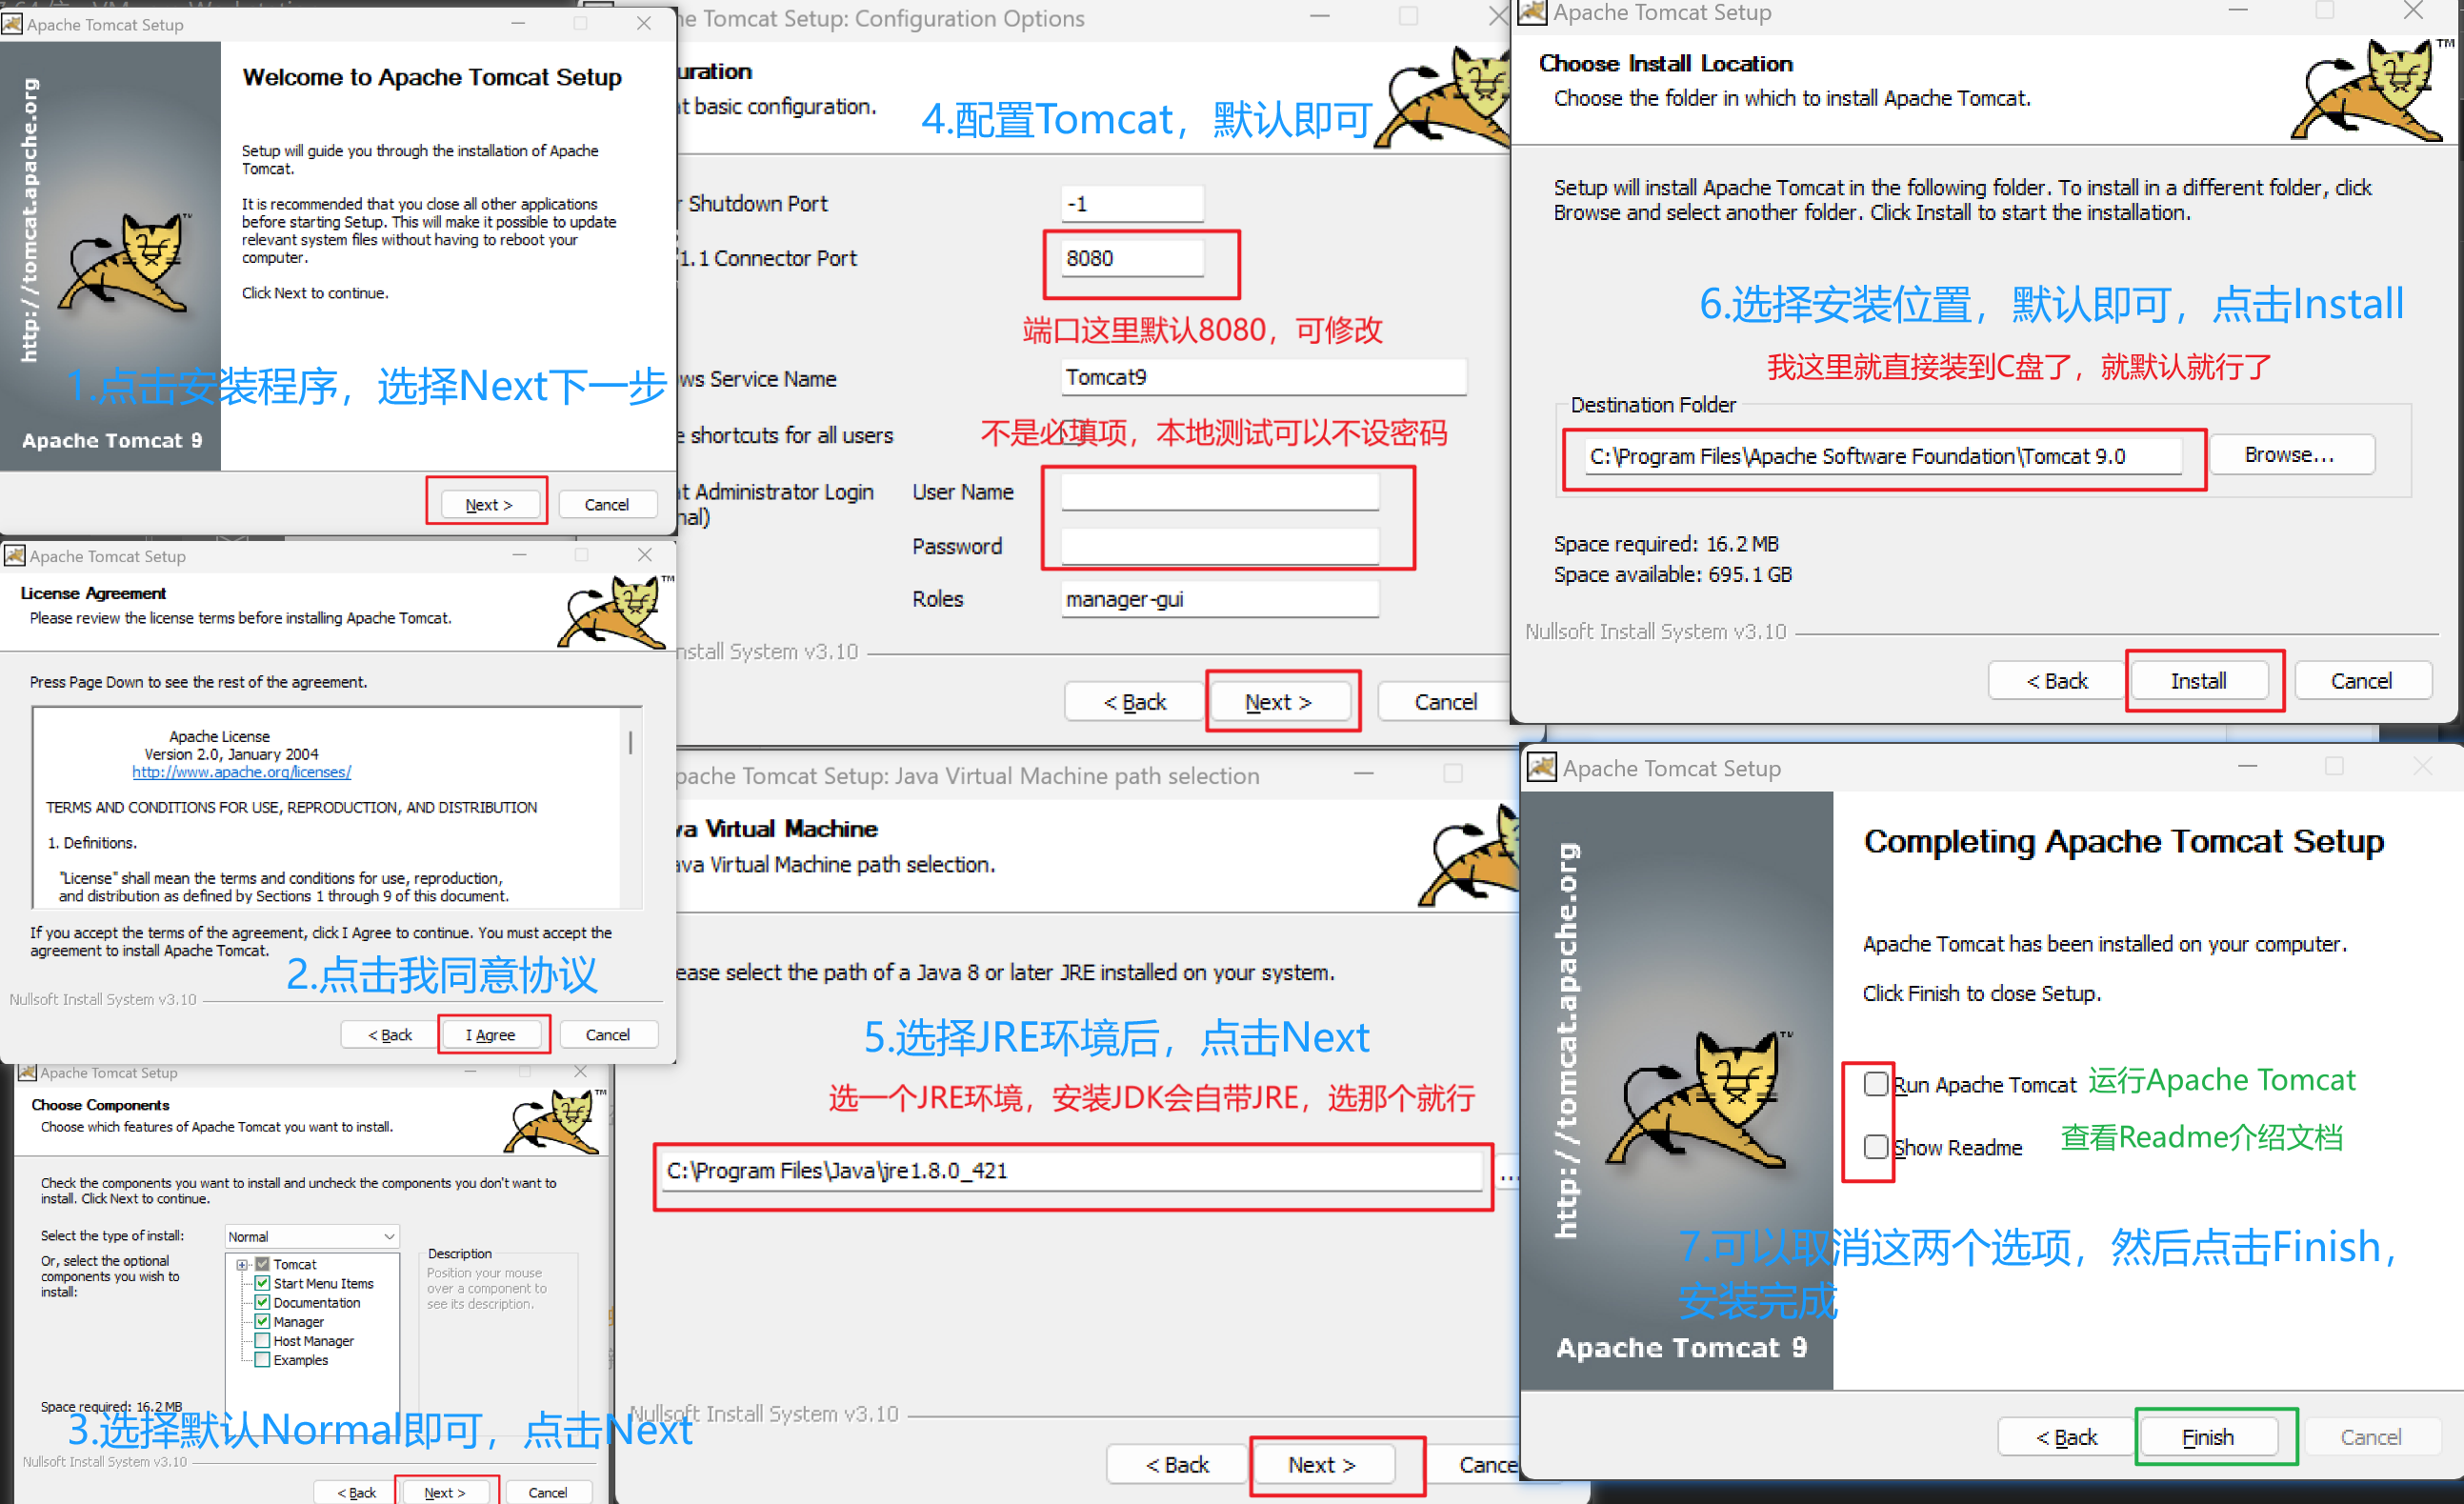 Apache Tomcat Setup
http://tomcat.apache.org
Apache Tomcat 9
Welcome to Apache Tomcat Setup
Setup will guide you through the installation of Apache
Tomcat.
It is recommended that you close all other applications
before starting Setup. This will make it possible to update
relevant system files without having to reboot your
computer.
Click Next to continue.
1.点击安装程序，选择Next下一步
Next >
Cancel
Apache Tomcat Setup
License Agreement
Please review the license terms before installing Apache Tomcat.
Press Page Down to see the rest of the agreement.
Apache License
Version 2.0, January 2004
http://www.apache.org/licenses/
TERMS AND CONDITIONS FOR USE, REPRODUCTION, AND DISTRIBUTION
1. Definitions.
"License" shall mean the terms and conditions for use, reproduction,
and distribution as defined by Sections 1 through 9 of this document.
If you accept the terms of the agreement, click I Agree to continue. You must accept the
agreement to install Apache Tomcat.
2.点击我同意协议
Nullsoft Install System v3.10
< Back
I Agree
Cancel
Apache Tomcat Setup
Choose Components
Choose which features of Apache Tomcat you want to install.
Check the components you want to install and uncheck the components you don't want to
install. Click Next to continue.
Select the type of install:
Normal
Or, select the optional
components you wish to
install:
Tomcat
Start Menu Items
Documentation
Manager
Host Manager
Examples
Description
Position your mouse
over a component to
see its description.
Space required: 16.2 MB
3.选择默认Normal即可，点击Next
Nullsoft Install System v3.10
< Back
Next >
Cancel
Tomcat Setup: Configuration Options
basic configuration.
4.配置Tomcat，默认即可
Shutdown Port
-1
1.1 Connector Port
8080
端口这里默认8080，可修改
Service Name
Tomcat9
shortcuts for all users
不是必填项，本地测试可以不设密码
Administrator Login
User Name
Password
Roles
manager-gui
System v3.10
< Back
Next >
Cancel
Tomcat Setup: Java Virtual Machine path selection
Virtual Machine
Virtual Machine path selection.
select the path of a Java 8 or later JRE installed on your system.
5.选择JRE环境后，点击Next
选一个JRE环境，安装JDK会自带JRE，选那个就行
C:\Program Files\Java\jre1.8.0_421
...
Nullsoft Install System v3.10
< Back
Next >
Apache Tomcat Setup
Choose Install Location
Choose the folder in which to install Apache Tomcat.
Setup will install Apache Tomcat in the following folder. To install in a different folder, click
Browse and select another folder. Click Install to start the installation.
6.选择安装位置，默认即可，点击Install
我这里就直接装到C盘了，就默认就行了
Destination Folder
C:\Program Files\Apache Software Foundation\Tomcat 9.0
Browse...
Space required: 16.2 MB
Space available: 695.1 GB
Nullsoft Install System v3.10
< Back
Install
Cancel
Apache Tomcat Setup
http://tomcat.apache.org
Apache Tomcat 9
Completing Apache Tomcat Setup
Apache Tomcat has been installed on your computer.
Click Finish to close Setup.
Run Apache Tomcat 运行Apache Tomcat
Show Readme 查看Readme介绍文档
7.可以取消这两个选项，然后点击Finish，
安装完成
< Back
Finish
Cancel